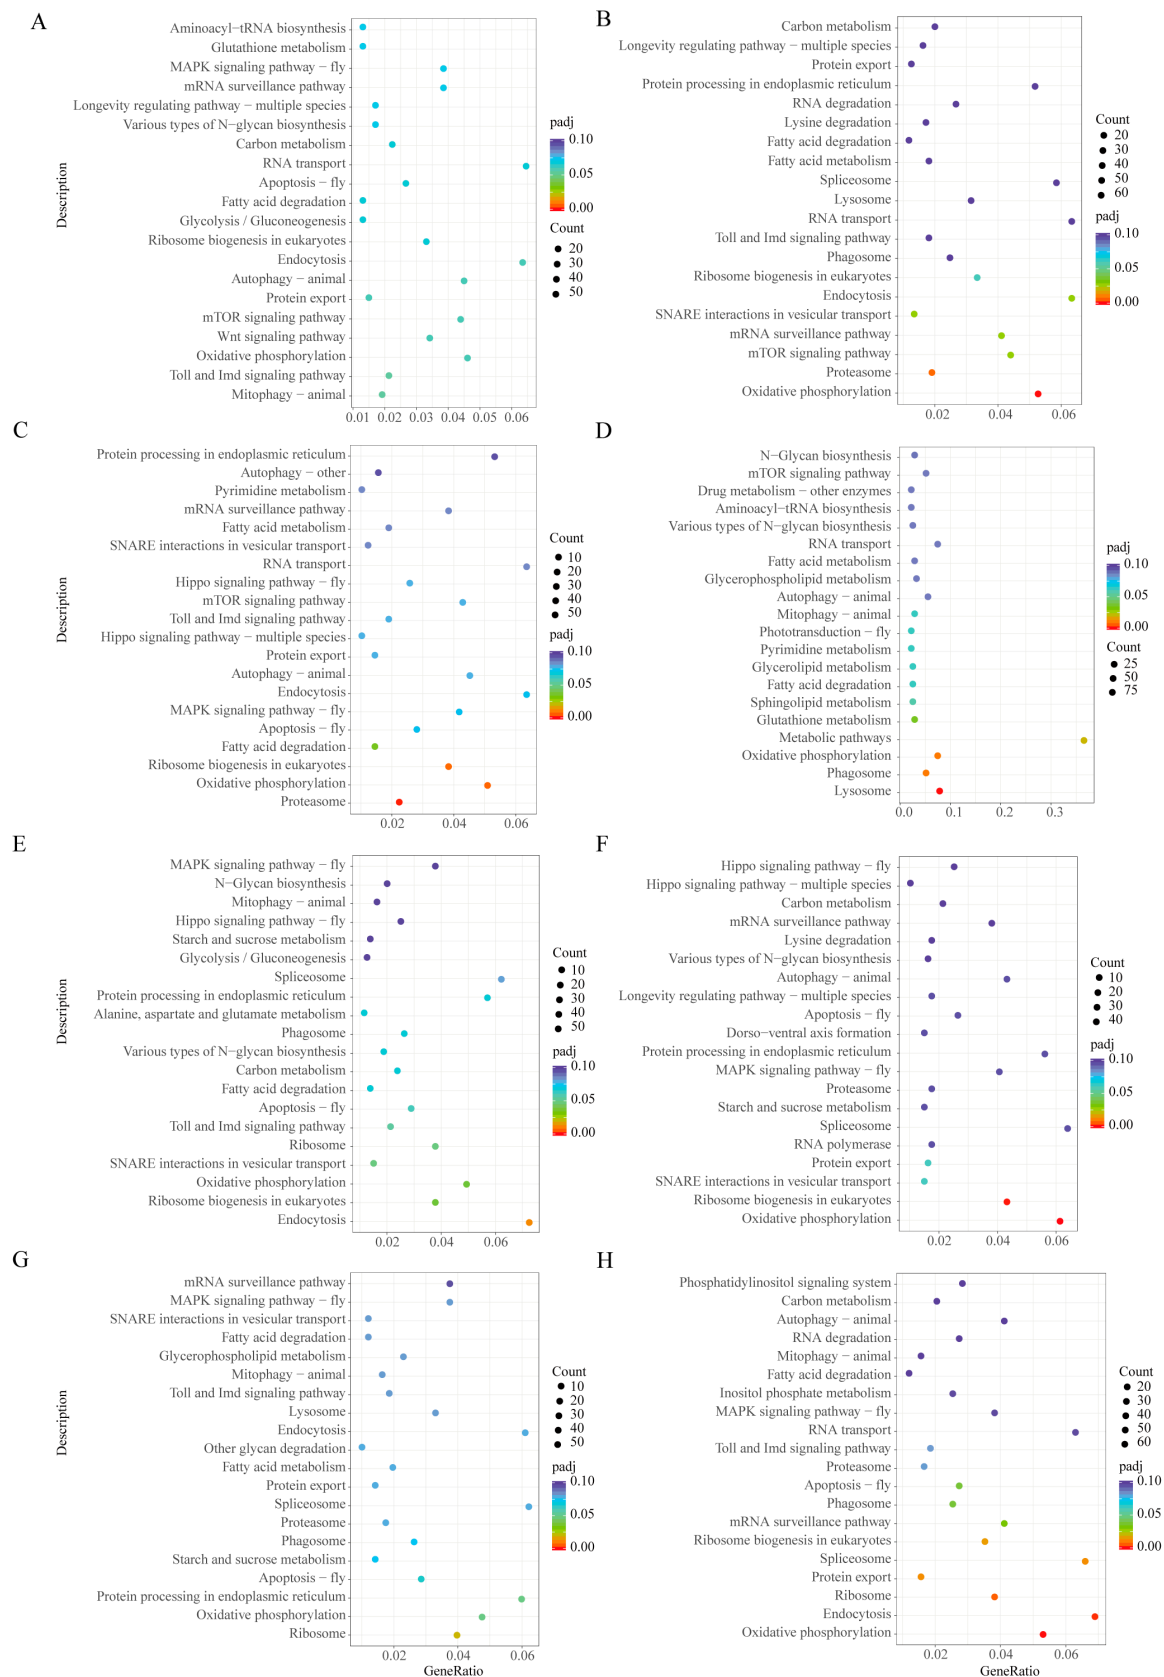 A
Aminoacyl−tRNA biosynthesis
Glutathione metabolism
MAPK signaling pathway − fly
mRNA surveillance pathway
Longevity regulating pathway − multiple species
Various types of N−glycan biosynthesis
Carbon metabolism
RNA transport
Apoptosis − fly
Fatty acid degradation
Glycolysis / Gluconeogenesis
Ribosome biogenesis in eukaryotes
Endocytosis
Autophagy − animal
Protein export
mTOR signaling pathway
Wnt signaling pathway
Oxidative phosphorylation
Toll and Imd signaling pathway
Mitophagy − animal
Description
0.01 0.02 0.03 0.04 0.05 0.06
padj
0.10
0.05
0.00
Count
20
30
40
50
B
Carbon metabolism
Longevity regulating pathway − multiple species
Protein export
Protein processing in endoplasmic reticulum
RNA degradation
Lysine degradation
Fatty acid degradation
Fatty acid metabolism
Spliceosome
Lysosome
RNA transport
Toll and Imd signaling pathway
Phagosome
Ribosome biogenesis in eukaryotes
Endocytosis
SNARE interactions in vesicular transport
mRNA surveillance pathway
mTOR signaling pathway
Proteasome
Oxidative phosphorylation
0.02 0.04 0.06
Count
20
30
40
50
60
padj
0.10
0.05
0.00
C
Protein processing in endoplasmic reticulum
Autophagy − other
Pyrimidine metabolism
mRNA surveillance pathway
Fatty acid metabolism
SNARE interactions in vesicular transport
RNA transport
Hippo signaling pathway − fly
mTOR signaling pathway
Toll and Imd signaling pathway
Hippo signaling pathway − multiple species
Protein export
Autophagy − animal
Endocytosis
MAPK signaling pathway − fly
Apoptosis − fly
Fatty acid degradation
Ribosome biogenesis in eukaryotes
Oxidative phosphorylation
Proteasome
Description
0.02 0.04 0.06
Count
10
20
30
40
50
padj
0.10
0.05
0.00
D
N−Glycan biosynthesis
mTOR signaling pathway
Drug metabolism − other enzymes
Aminoacyl−tRNA biosynthesis
Various types of N−glycan biosynthesis
RNA transport
Fatty acid metabolism
Glycerophospholipid metabolism
Autophagy − animal
Mitophagy − animal
Phototransduction − fly
Pyrimidine metabolism
Glycerolipid metabolism
Fatty acid degradation
Sphingolipid metabolism
Glutathione metabolism
Metabolic pathways
Oxidative phosphorylation
Phagosome
Lysosome
0.0 0.1 0.2 0.3
padj
0.10
0.05
0.00
Count
25
50
75
E
MAPK signaling pathway − fly
N−Glycan biosynthesis
Mitophagy − animal
Hippo signaling pathway − fly
Starch and sucrose metabolism
Glycolysis / Gluconeogenesis
Spliceosome
Protein processing in endoplasmic reticulum
Alanine, aspartate and glutamate metabolism
Phagosome
Various types of N−glycan biosynthesis
Carbon metabolism
Fatty acid degradation
Apoptosis − fly
Toll and Imd signaling pathway
Ribosome
SNARE interactions in vesicular transport
Oxidative phosphorylation
Ribosome biogenesis in eukaryotes
Endocytosis
Description
0.02 0.04 0.06
Count
10
20
30
40
50
padj
0.10
0.05
0.00
F
Hippo signaling pathway − fly
Hippo signaling pathway − multiple species
Carbon metabolism
mRNA surveillance pathway
Lysine degradation
Various types of N−glycan biosynthesis
Autophagy − animal
Longevity regulating pathway − multiple species
Apoptosis − fly
Dorso−ventral axis formation
Protein processing in endoplasmic reticulum
MAPK signaling pathway − fly
Proteasome
Starch and sucrose metabolism
Spliceosome
RNA polymerase
Protein export
SNARE interactions in vesicular transport
Ribosome biogenesis in eukaryotes
Oxidative phosphorylation
0.02 0.04 0.06
Count
10
20
30
40
padj
0.10
0.05
0.00
G
mRNA surveillance pathway
MAPK signaling pathway − fly
SNARE interactions in vesicular transport
Fatty acid degradation
Glycerophospholipid metabolism
Mitophagy − animal
Toll and Imd signaling pathway
Lysosome
Endocytosis
Other glycan degradation
Fatty acid metabolism
Protein export
Spliceosome
Proteasome
Phagosome
Starch and sucrose metabolism
Apoptosis − fly
Protein processing in endoplasmic reticulum
Oxidative phosphorylation
Ribosome
Description
0.02 0.04 0.06
GeneRatio
Count
10
20
30
40
50
padj
0.10
0.05
0.00
H
Phosphatidylinositol signaling system
Carbon metabolism
Autophagy − animal
RNA degradation
Mitophagy − animal
Fatty acid degradation
Inositol phosphate metabolism
MAPK signaling pathway − fly
RNA transport
Toll and Imd signaling pathway
Proteasome
Apoptosis − fly
Phagosome
mRNA surveillance pathway
Ribosome biogenesis in eukaryotes
Spliceosome
Protein export
Ribosome
Endocytosis
Oxidative phosphorylation
0.02 0.04 0.06
GeneRatio
Count
20
30
40
50
60
padj
0.10
0.05
0.00